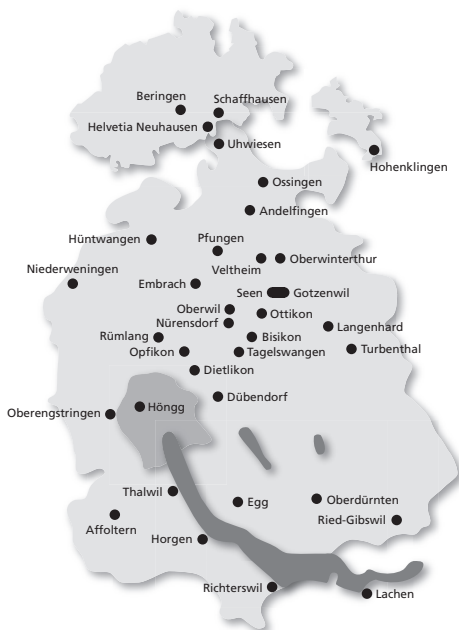 Beringen
Schaffhausen
Helvetia Neuhausen
Uhwiesen
Hohenklingen
Ossingen
Andelfingen
Hüntwangen
Pfungen
Veltheim
Oberwinterthur
Niederweningen
Embrach
Seen
Gotzenwil
Oberwil
Ottikon
Nürensdorf
Langenhard
Rümlang
Bisikon
Opfikon
Tagelswangen
Turbenthal
Dietlikon
Dübendorf
Höngg
Oberengstringen
Thalwil
Egg
Oberdürnten
Affoltern
Ried-Gibswil
Horgen
Richterswil
Lachen